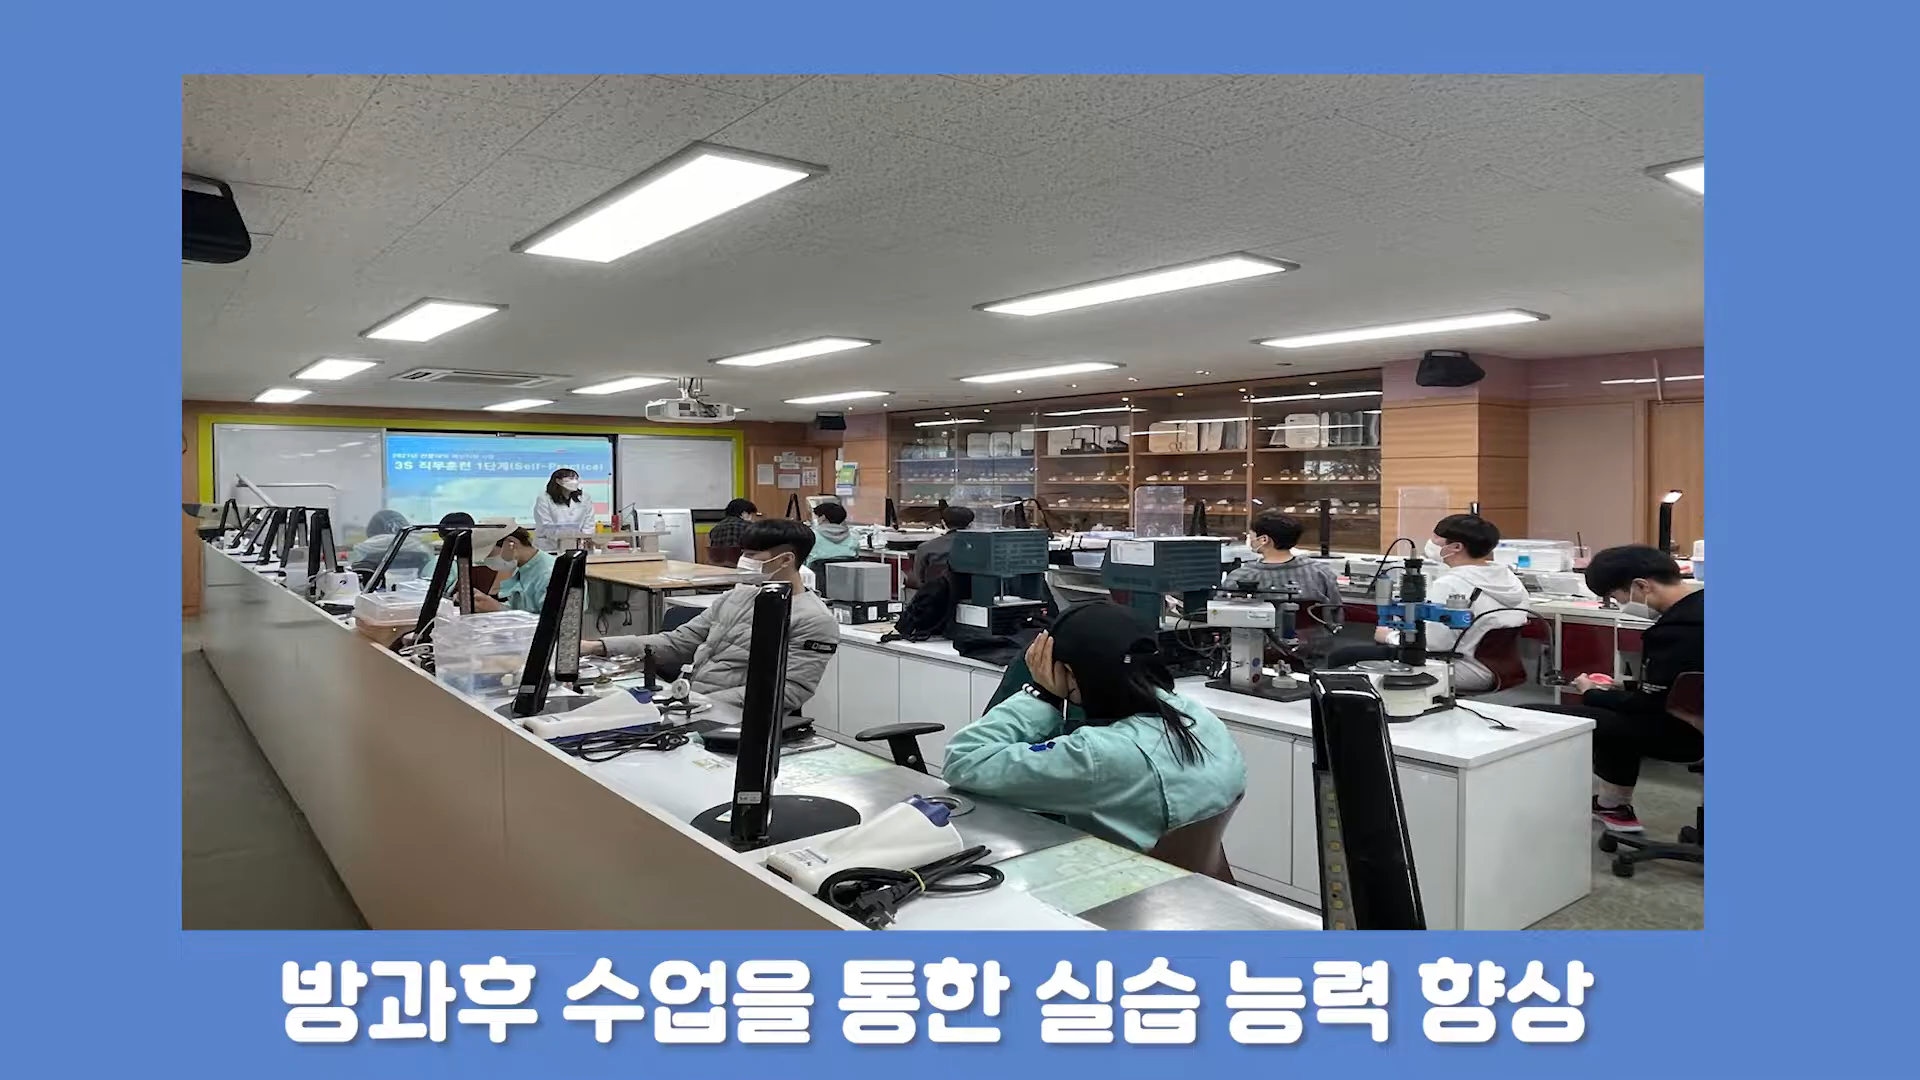 3S 직무훈련 1단계(Self-Practice)
방과후 수업을 통한 실습 능력 향상